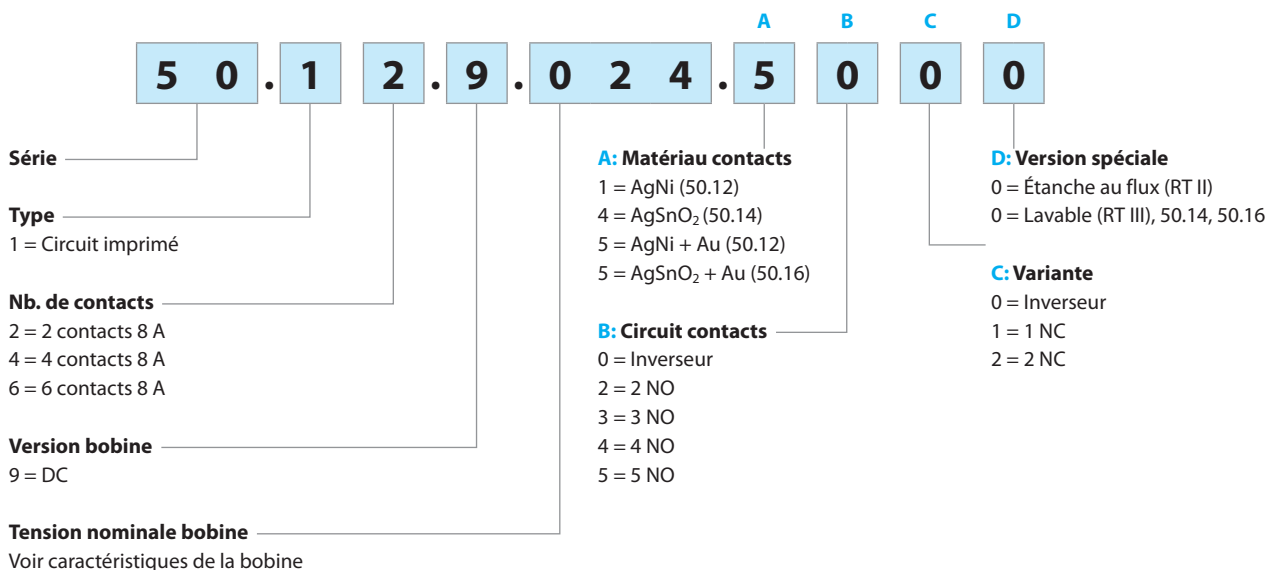 A B C D
5 0 . 1 2 . 9 . 0 2 4 . 5 0 0 0
Série
Type
1 = Circuit imprimé
Nb. de contacts
2 = 2 contacts 8 A
4 = 4 contacts 8 A
6 = 6 contacts 8 A
Version bobine
9 = DC
Tension nominale bobine
Voir caractéristiques de la bobine
A: Matériau contacts
1 = AgNi (50.12)
4 = AgSnO₂ (50.14)
5 = AgNi + Au (50.12)
5 = AgSnO₂ + Au (50.16)
B: Circuit contacts
0 = Inverseur
2 = 2 NO
3 = 3 NO
4 = 4 NO
5 = 5 NO
D: Version spéciale
0 = Étanche au flux (RT II)
0 = Lavable (RT III), 50.14, 50.16
C: Variante
0 = Inverseur
1 = 1 NC
2 = 2 NC